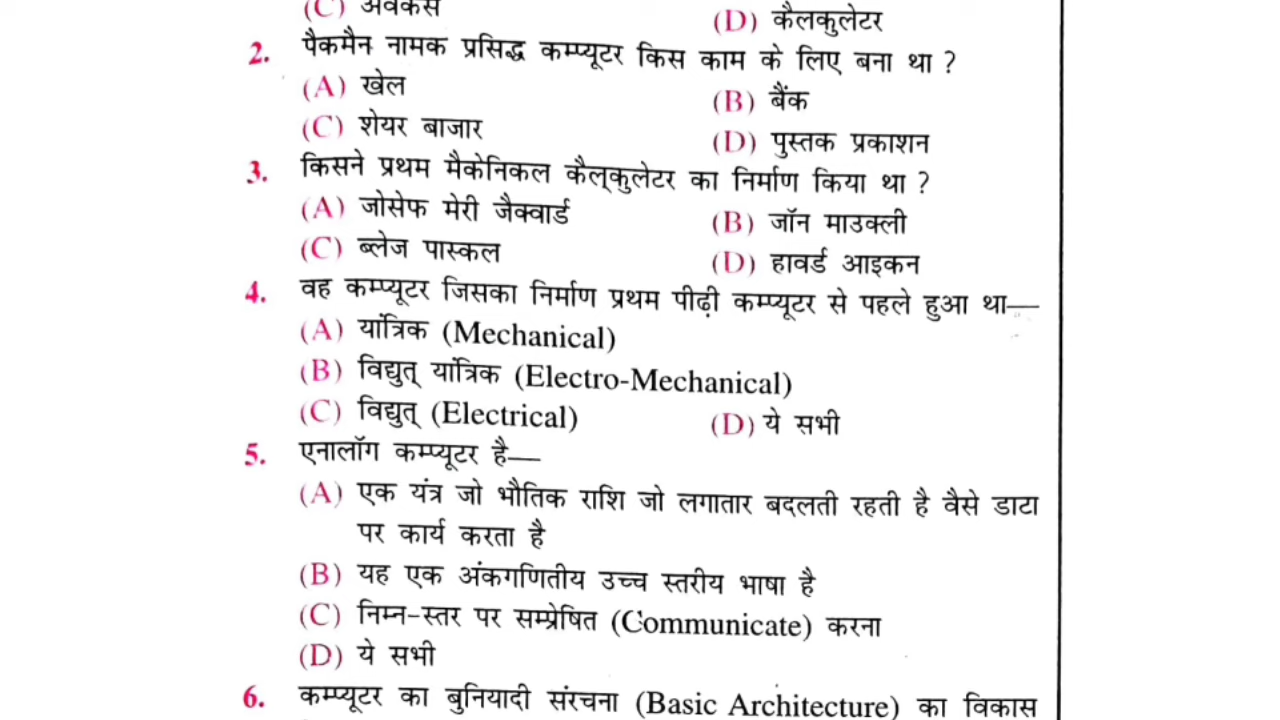 (C) अबेकस
(D) कैलकुलेटर
2. पैकमैन नामक प्रसिद्ध कम्प्यूटर किस काम के लिए बना था ?
(A) खेल
(B) बैंक
(C) शेयर बाजार
(D) पुस्तक प्रकाशन
3. किसने प्रथम मैकेनिकल कैल्कुलेटर का निर्माण किया था ?
(A) जोसेफ मेरी जैक्वार्ड
(B) जॉन माउक्ली
(C) ब्लेज पास्कल
(D) हावर्ड आइकन
4. वह कम्प्यूटर जिसका निर्माण प्रथम पीढ़ी कम्प्यूटर से पहले हुआ था—
(A) यांत्रिक (Mechanical)
(B) विद्युत् यांत्रिक (Electro-Mechanical)
(C) विद्युत् (Electrical)
(D) ये सभी
5. एनालॉग कम्प्यूटर है—
(A) एक यंत्र जो भौतिक राशि जो लगातार बदलती रहती है वैसे डाटा
पर कार्य करता है
(B) यह एक अंकगणितीय उच्च स्तरीय भाषा है
(C) निम्न-स्तर पर सम्प्रेषित (Communicate) करना
(D) ये सभी
6. कम्प्यूटर का बुनियादी संरचना (Basic Architecture) का विकास